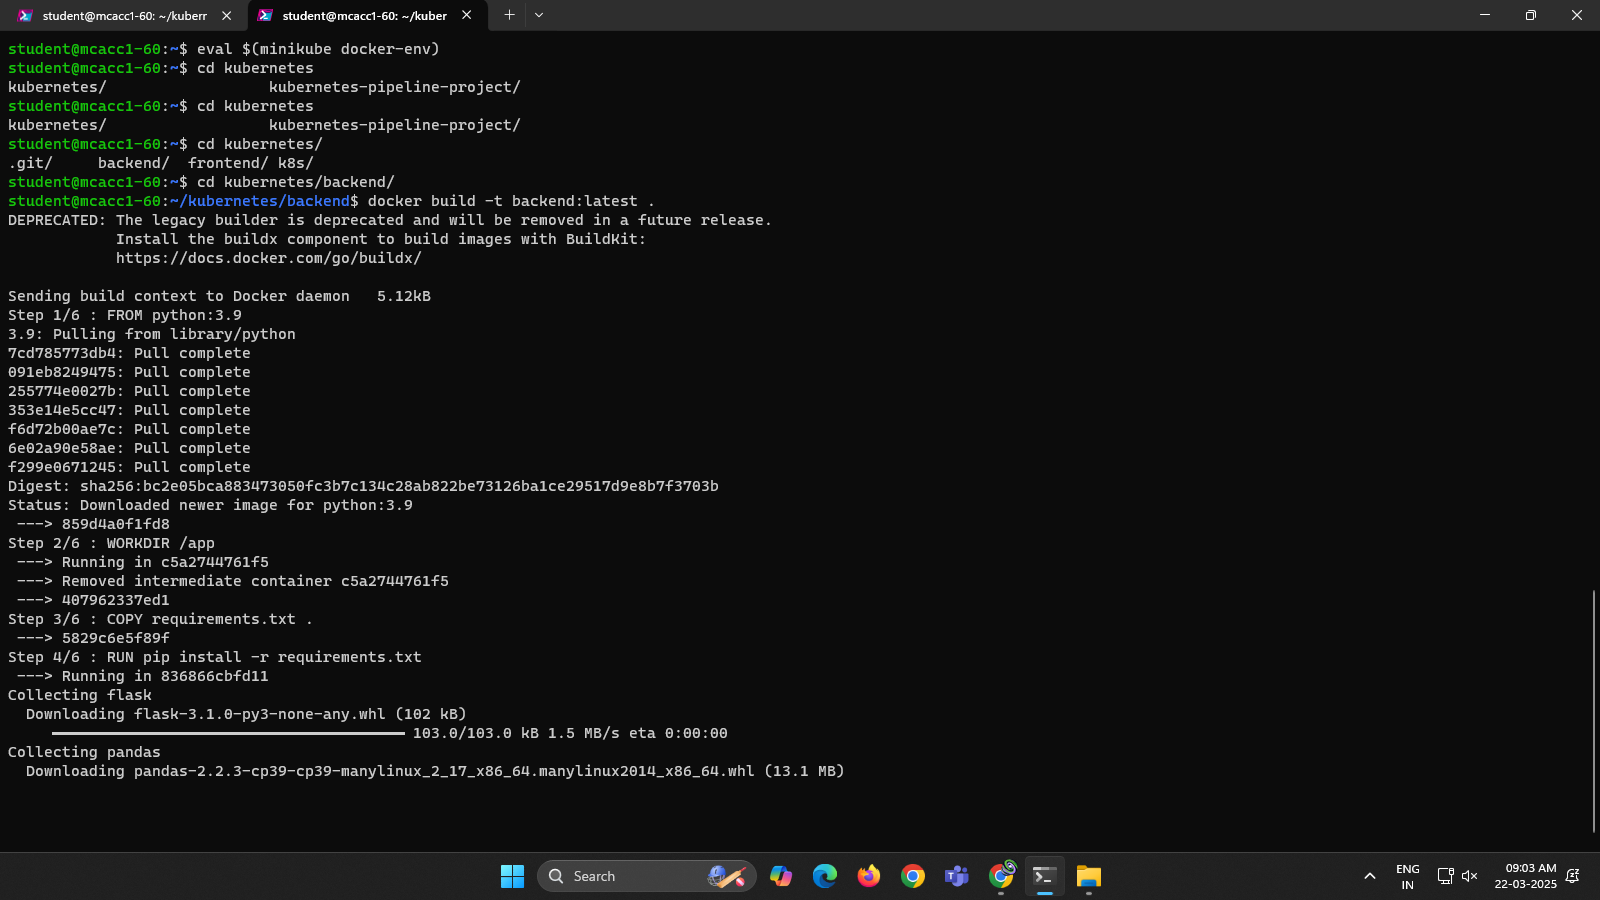 student@mcacc1-60: ~/kuberr
student@mcacc1-60: ~/kuber
student@mcacc1-60:~$ eval $(minikube docker-env)
student@mcacc1-60:~$ cd kubernetes
kubernetes/                  kubernetes-pipeline-project/
student@mcacc1-60:~$ cd kubernetes
kubernetes/                  kubernetes-pipeline-project/
student@mcacc1-60:~$ cd kubernetes/
.git/     backend/  frontend/ k8s/
student@mcacc1-60:~$ cd kubernetes/backend/
student@mcacc1-60:~/kubernetes/backend$ docker build -t backend:latest .
DEPRECATED: The legacy builder is deprecated and will be removed in a future release.
            Install the buildx component to build images with BuildKit:
            https://docs.docker.com/go/buildx/
Sending build context to Docker daemon   5.12kB
Step 1/6 : FROM python:3.9
3.9: Pulling from library/python
7cd785773db4: Pull complete
091eb8249475: Pull complete
255774e0027b: Pull complete
353e14e5cc47: Pull complete
f6d72b00ae7c: Pull complete
6e02a90e58ae: Pull complete
f299e0671245: Pull complete
Digest: sha256:bc2e05bca883473050fc3b7c134c28ab822be73126ba1ce29517d9e8b7f3703b
Status: Downloaded newer image for python:3.9
 ---> 859d4a0f1fd8
Step 2/6 : WORKDIR /app
 ---> Running in c5a2744761f5
 ---> Removed intermediate container c5a2744761f5
 ---> 407962337ed1
Step 3/6 : COPY requirements.txt .
 ---> 5829c6e5f89f
Step 4/6 : RUN pip install -r requirements.txt
 ---> Running in 836866cbfd11
Collecting flask
  Downloading flask-3.1.0-py3-none-any.whl (102 kB)
103.0/103.0 kB 1.5 MB/s eta 0:00:00
Collecting pandas
  Downloading pandas-2.2.3-cp39-cp39-manylinux_2_17_x86_64.manylinux2014_x86_64.whl (13.1 MB)
Search
ENG
IN
09:03 AM
22-03-2025